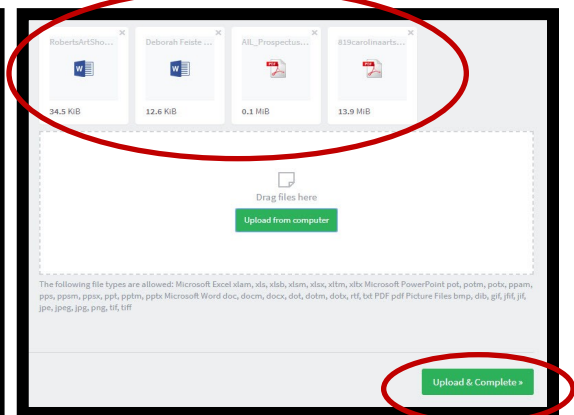 RobertsArtSho... Deborah Feiste ... AIL_Prospectus... 819carolinaarts...
W W PDF PDF
34.5 KiB 12.6 KiB 0.1 MiB 13.9 MiB
Drag files here
Upload from computer
The following file types are allowed: Microsoft Excel xlam, xls, xlsb, xlsm, xlsx, xltm, xltx Microsoft PowerPoint pot, potm, potx, ppam,
pps, ppsm, ppsx, ppt, pptm, pptx Microsoft Word doc, docm, docx, dot, dotm, dotx, rtf, txt PDF pdf Picture Files bmp, dib, gif, jfif, jif,
jpe, jpeg, jpg, png, tif, tiff
Upload & Complete »